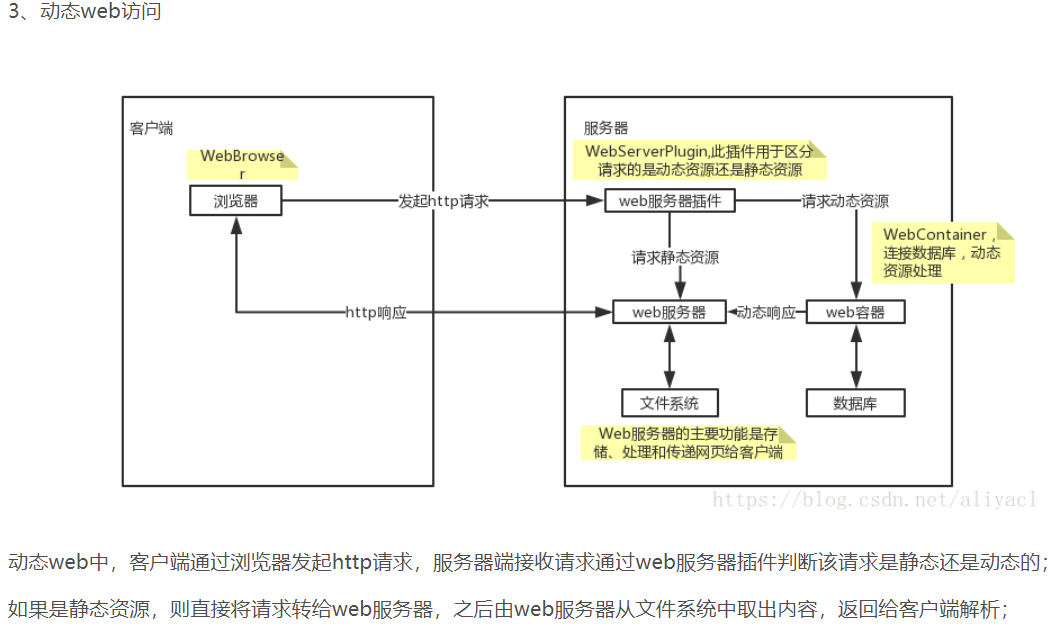 3、动态web访问
客户端
服务器
WebBrowse
r
WebServerPlugin,此插件用于区分
请求的是动态资源还是静态资源
浏览器
发起http请求
web服务器插件
请求动态资源
WebContainer，
连接数据库，动态
资源处理
请求静态资源
http响应
web服务器
动态响应
web容器
文件系统
数据库
Web服务器的主要功能是存
储、处理和传递网页给客户端
https://blog.csdn.net/aliyacl
动态web中，客户端通过浏览器发起http请求，服务器端接收请求通过web服务器插件判断该请求是静态还是动态的；
如果是静态资源，则直接将请求转给web服务器，之后由web服务器从文件系统中取出内容，返回给客户端解析；